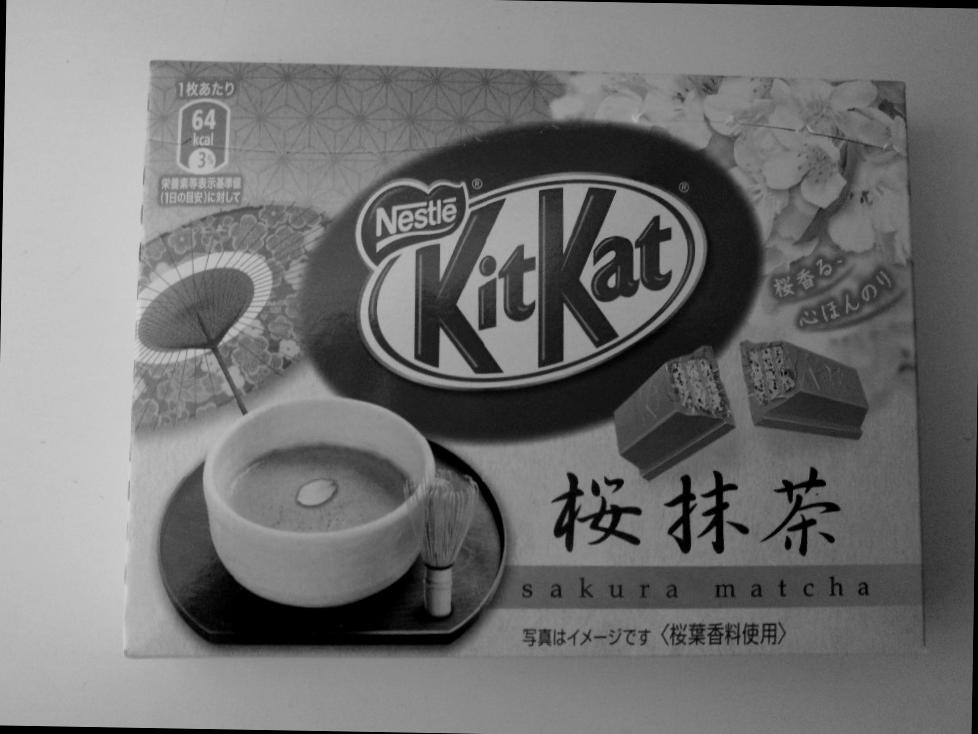 1枚あたり
64
kcal
3%
栄養素等表示基準値
(1日の目安)に対して
Nestlé®
KitKat®
桜香る、
心ほんのり
桜抹茶
sakura matcha
写真はイメージです〈桜葉香料使用〉